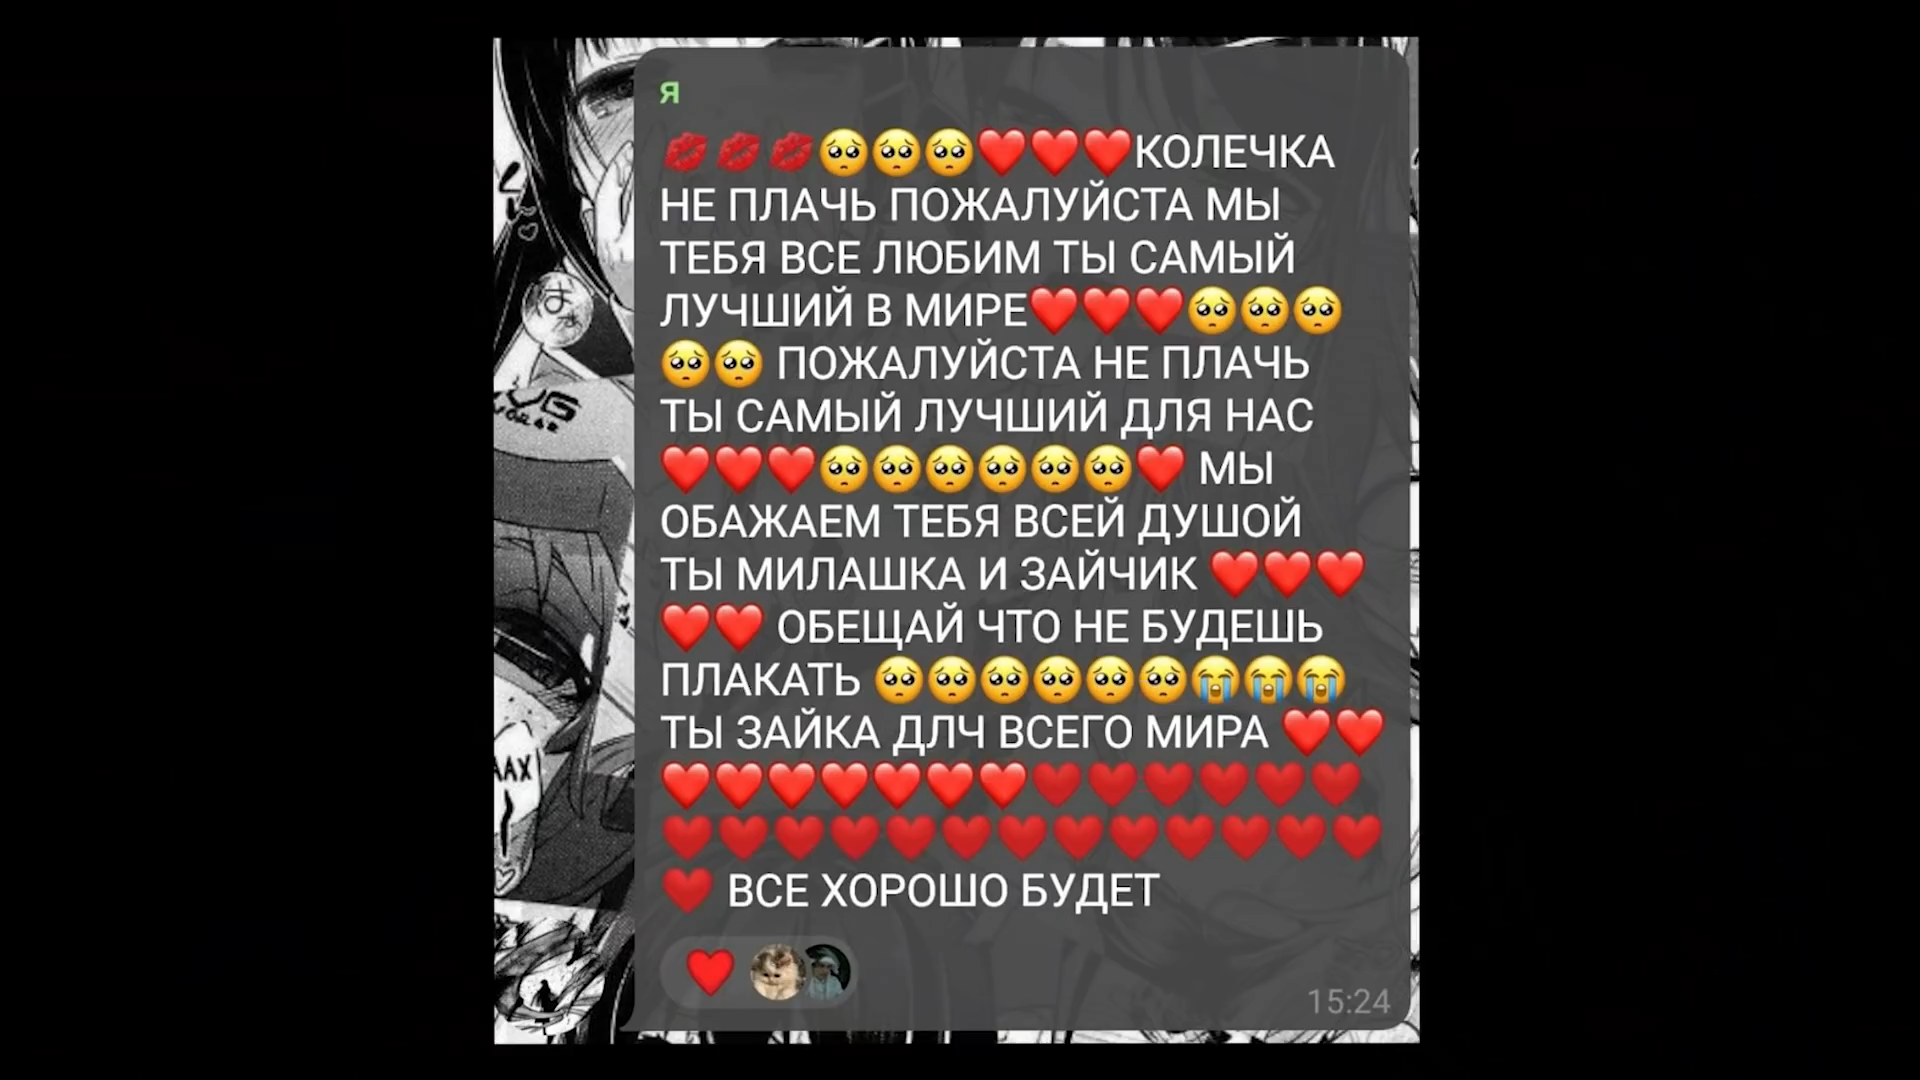 Я
💋💋💋🥺🥺🥺❤️❤️❤️КОЛЕЧКА
НЕ ПЛАЧЬ ПОЖАЛУЙСТА МЫ
ТЕБЯ ВСЕ ЛЮБИМ ТЫ САМЫЙ
ЛУЧШИЙ В МИРЕ❤️❤️❤️🥺🥺🥺
🥺🥺 ПОЖАЛУЙСТА НЕ ПЛАЧЬ
ТЫ САМЫЙ ЛУЧШИЙ ДЛЯ НАС
❤️❤️❤️🥺🥺🥺🥺🥺🥺❤️ МЫ
ОБАЖАЕМ ТЕБЯ ВСЕЙ ДУШОЙ
ТЫ МИЛАШКА И ЗАЙЧИК ❤️❤️❤️
❤️❤️ ОБЕЩАЙ ЧТО НЕ БУДЕШЬ
ПЛАКАТЬ 🥺🥺🥺🥺🥺🥺😭😭😭
ТЫ ЗАЙКА ДЛЧ ВСЕГО МИРА ❤️❤️
❤️❤️❤️❤️❤️❤️❤️♥️♥️♥️♥️♥️♥️
♥️♥️♥️♥️♥️♥️♥️♥️♥️♥️♥️♥️♥️
♥️ ВСЕ ХОРОШО БУДЕТ
❤️
15:24